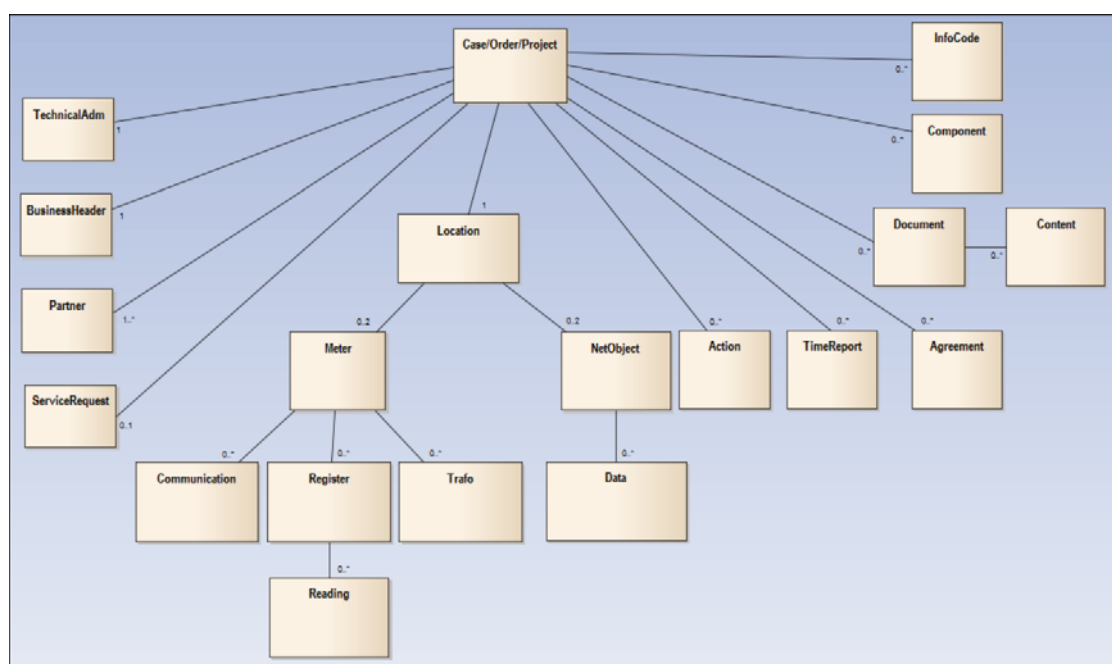 Case/Order/Project
InfoCode
0..*
TechnicalAdm
1
Component
0..*
BusinessHeader
1
Location
1
Document
0..*
Content
0..*
Partner
1..*
Meter
0..2
NetObject
0..2
Action
0..*
TimeReport
0..*
Agreement
0..*
ServiceRequest
0..1
Communication
0..*
Register
0..*
Trafo
0..*
Data
0..*
Reading
0..*